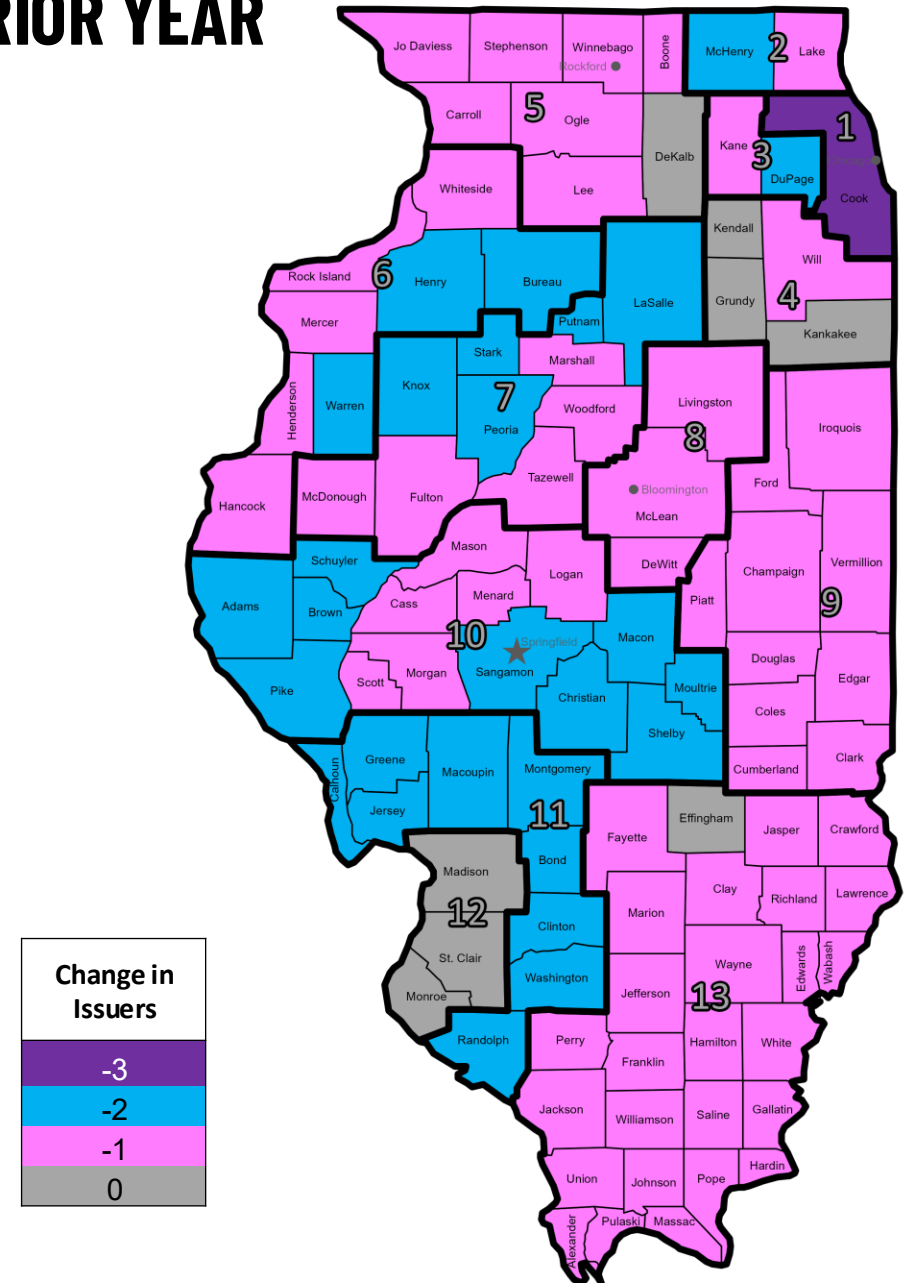 RIOR YEAR
Jo Daviess
Stephenson
Winnebago
Rockford
Boone
McHenry
2
Lake
Carroll
5
Ogle
DeKalb
Kane
3
DuPage
1
Cook
Whiteside
Lee
Kendall
Will
Rock Island
6
Henry
Bureau
LaSalle
Grundy
4
Mercer
Putnam
Kankakee
Stark
Marshall
Henderson
Warren
Knox
7
Peoria
Woodford
Livingston
8
Iroquois
Hancock
McDonough
Fulton
Tazewell
Bloomington
McLean
Ford
Mason
Schuyler
Logan
DeWitt
Champaign
Vermillion
Adams
Brown
Cass
Menard
Piatt
9
10
Springfield
Macon
Pike
Scott
Morgan
Sangamon
Christian
Moultrie
Douglas
Edgar
Shelby
Coles
Calhoun
Greene
Macoupin
Montgomery
Cumberland
Clark
Jersey
11
Fayette
Effingham
Jasper
Crawford
Madison
Bond
12
Clay
Richland
Lawrence
Marion
Clinton
St. Clair
Washington
Wayne
Edwards
Wabash
Monroe
Jefferson
13
Randolph
Perry
Hamilton
White
Franklin
Jackson
Williamson
Saline
Gallatin
Union
Johnson
Pope
Hardin
Alexander
Pulaski
Massac
Change in
Issuers
-3
-2
-1
0